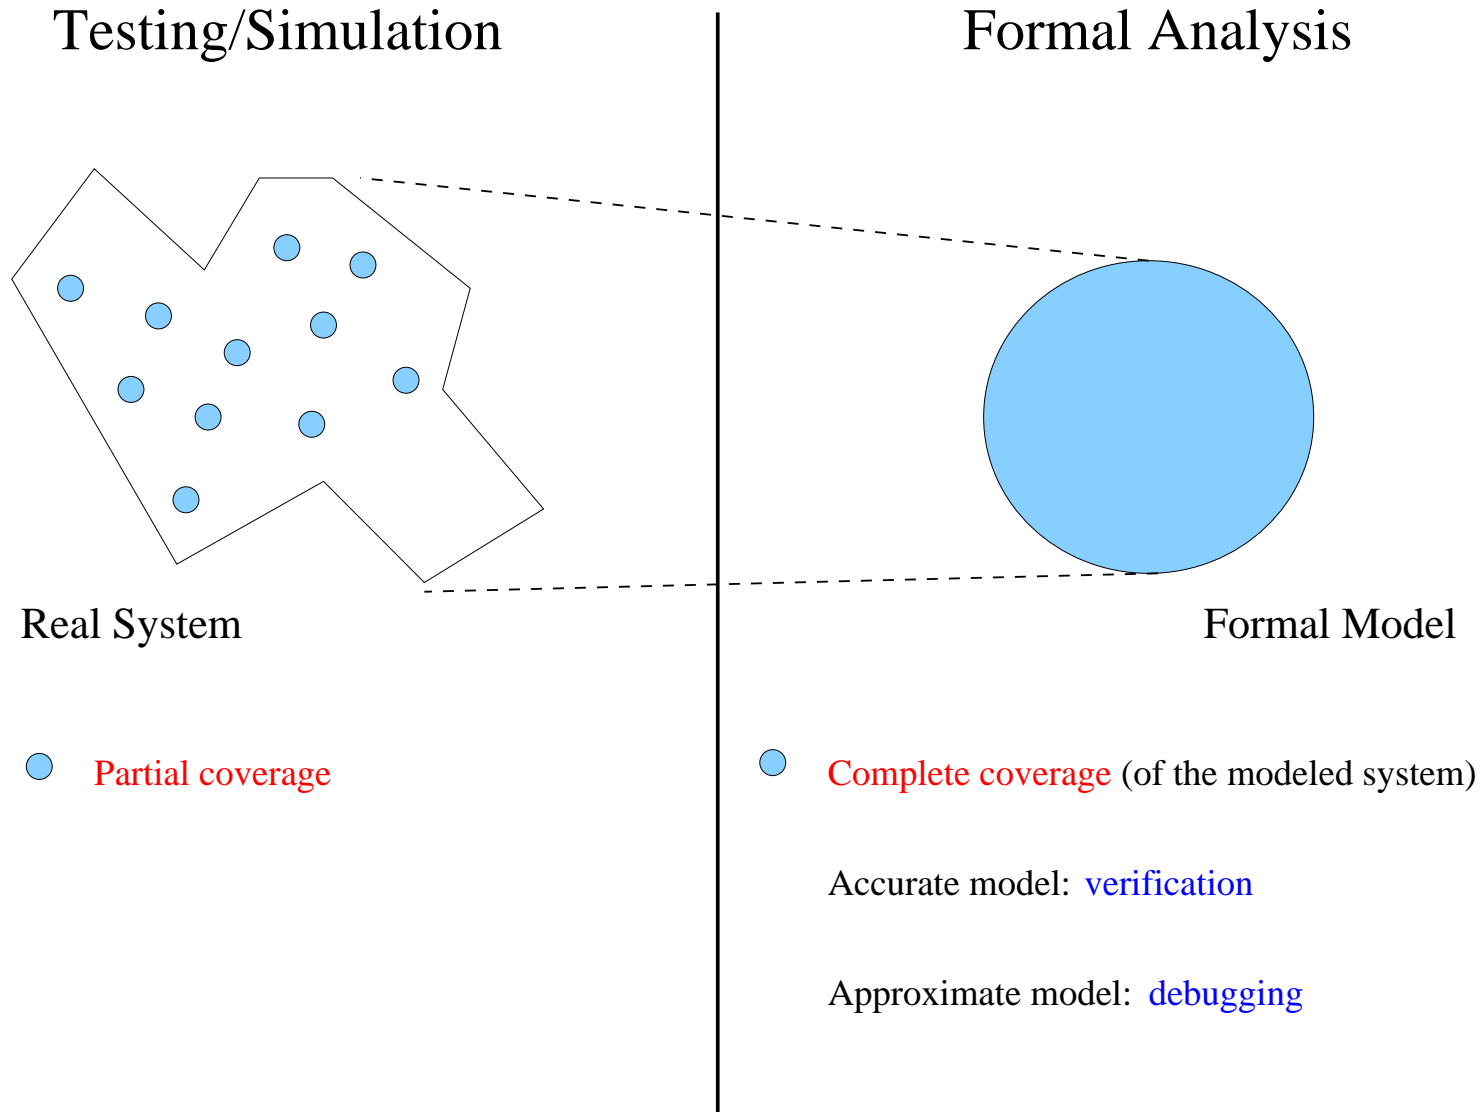 Testing/Simulation
Real System
Partial coverage
Formal Analysis
Formal Model
Complete coverage (of the modeled system)
Accurate model: verification
Approximate model: debugging